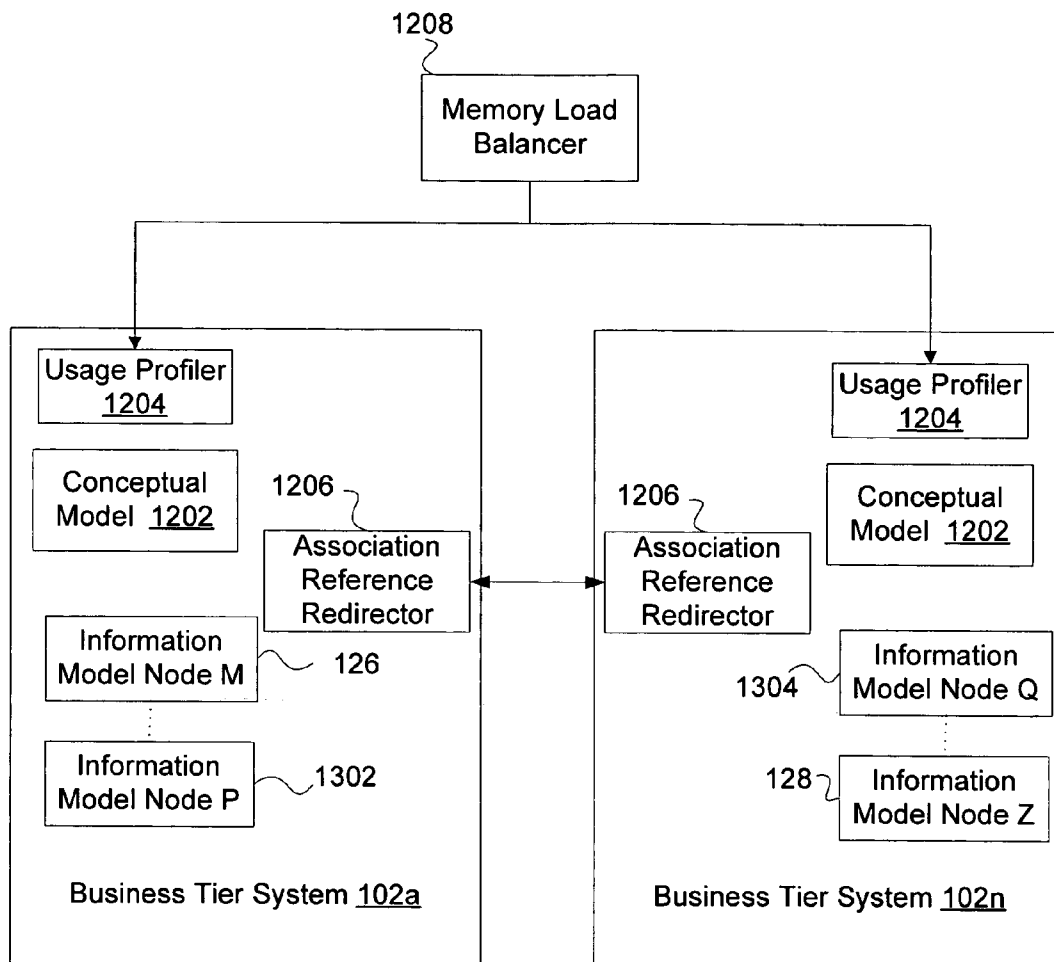 1208
Memory Load
Balancer
Usage Profiler
1204
Conceptual
Model 1202
1206
Association
Reference
Redirector
Information
Model Node M
126
Information
Model Node P
1302
Business Tier System 102a
Usage Profiler
1204
1206
Conceptual
Model 1202
Association
Reference
Redirector
Information
Model Node Q
1304
128
Information
Model Node Z
Business Tier System 102n